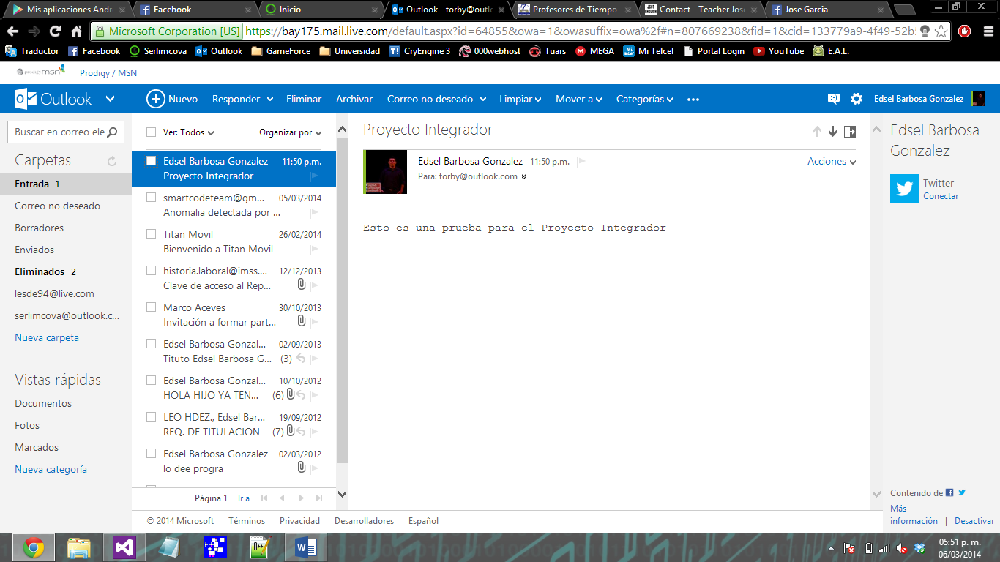 Mis aplicaciones Andr
Facebook
Inicio
Outlook - torby@outl
Profesores de Tiempo
Contact - Teacher Jos
Jose Garcia
Microsoft Corporation [US]
https://bay175.mail.live.com/default.aspx?id=64855&owa=1&owasuffix=owa%2f#n=807669238&fid=1&cid=133779a9-4f49-52b
Traductor
Facebook
Serlimcova
Outlook
GameForce
Universidad
CryEngine 3
000webhost
Tuars
MEGA
Mi Telcel
Portal Login
YouTube
E.A.L.
prodigy msn
Prodigy / MSN
Outlook
Nuevo
Responder
Eliminar
Archivar
Correo no deseado
Limpiar
Mover a
Categorías
Edsel Barbosa Gonzalez
Buscar en correo ele
Carpetas
Entrada 1
Correo no deseado
Borradores
Enviados
Eliminados 2
lesde94@live.com
serlimcova@outlook.c...
Nueva carpeta
Vistas rápidas
Documentos
Fotos
Marcados
Nueva categoría
Ver: Todos
Organizar por
Edsel Barbosa Gonzalez 11:50 p.m.
Proyecto Integrador
smartcodeteam@gm... 05/03/2014
Anomalia detectada por ...
Titan Movil 26/02/2014
Bienvenido a Titan Movil
historia.laboral@imss.... 12/12/2013
Clave de acceso al Rep...
Marco Aceves 30/10/2013
Invitación a formar part...
Edsel Barbosa Gonzal... 02/09/2013
Tituto Edsel Barbosa G... (3)
Edsel Barbosa Gonzal... 10/10/2012
HOLA HIJO YA TEN... (6)
LEO HDEZ., Edsel Bar... 19/09/2012
REQ. DE TITULACION (7)
Edsel Barbosa Gonzalez 02/03/2012
lo dee progra
Página 1 Ir a
Proyecto Integrador
Edsel Barbosa Gonzalez 11:50 p.m.
Acciones
Para: torby@outlook.com
Esto es una prueba para el Proyecto Integrador
Edsel Barbosa
Gonzalez
Twitter
Conectar
Contenido de
Más
información | Desactivar
© 2014 Microsoft
Términos
Privacidad
Desarrolladores
Español
05:51 p. m.
06/03/2014